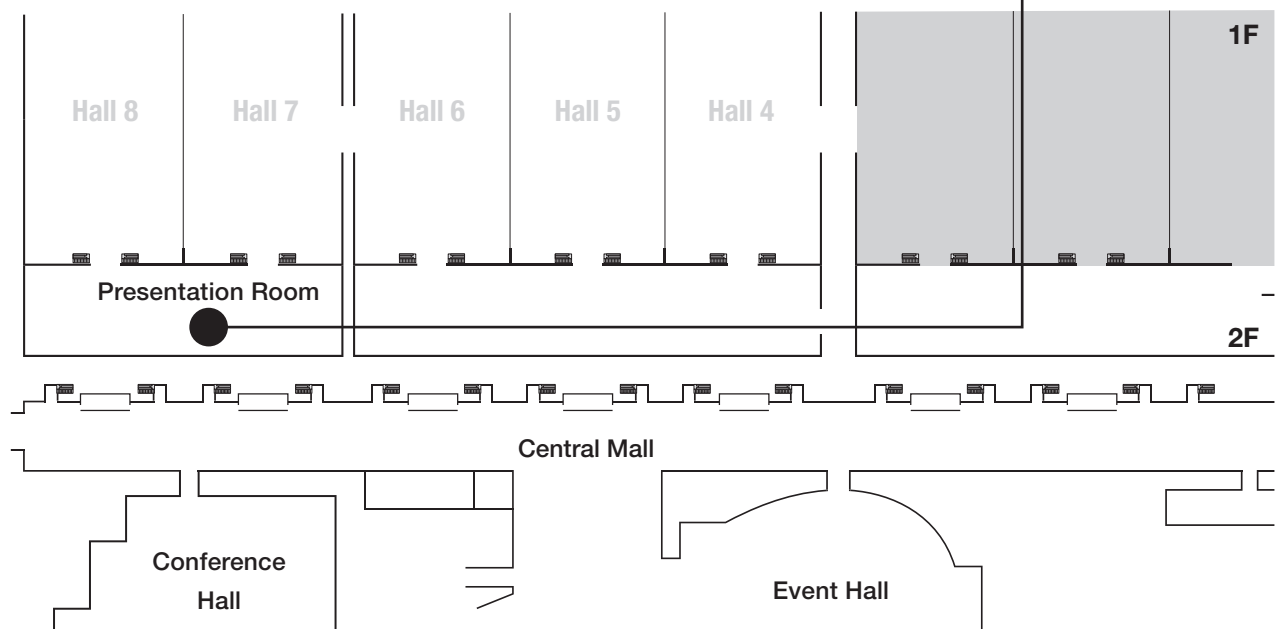 1F
Hall 8
Hall 7
Hall 6
Hall 5
Hall 4
Presentation Room
2F
Central Mall
Conference
Hall
Event Hall